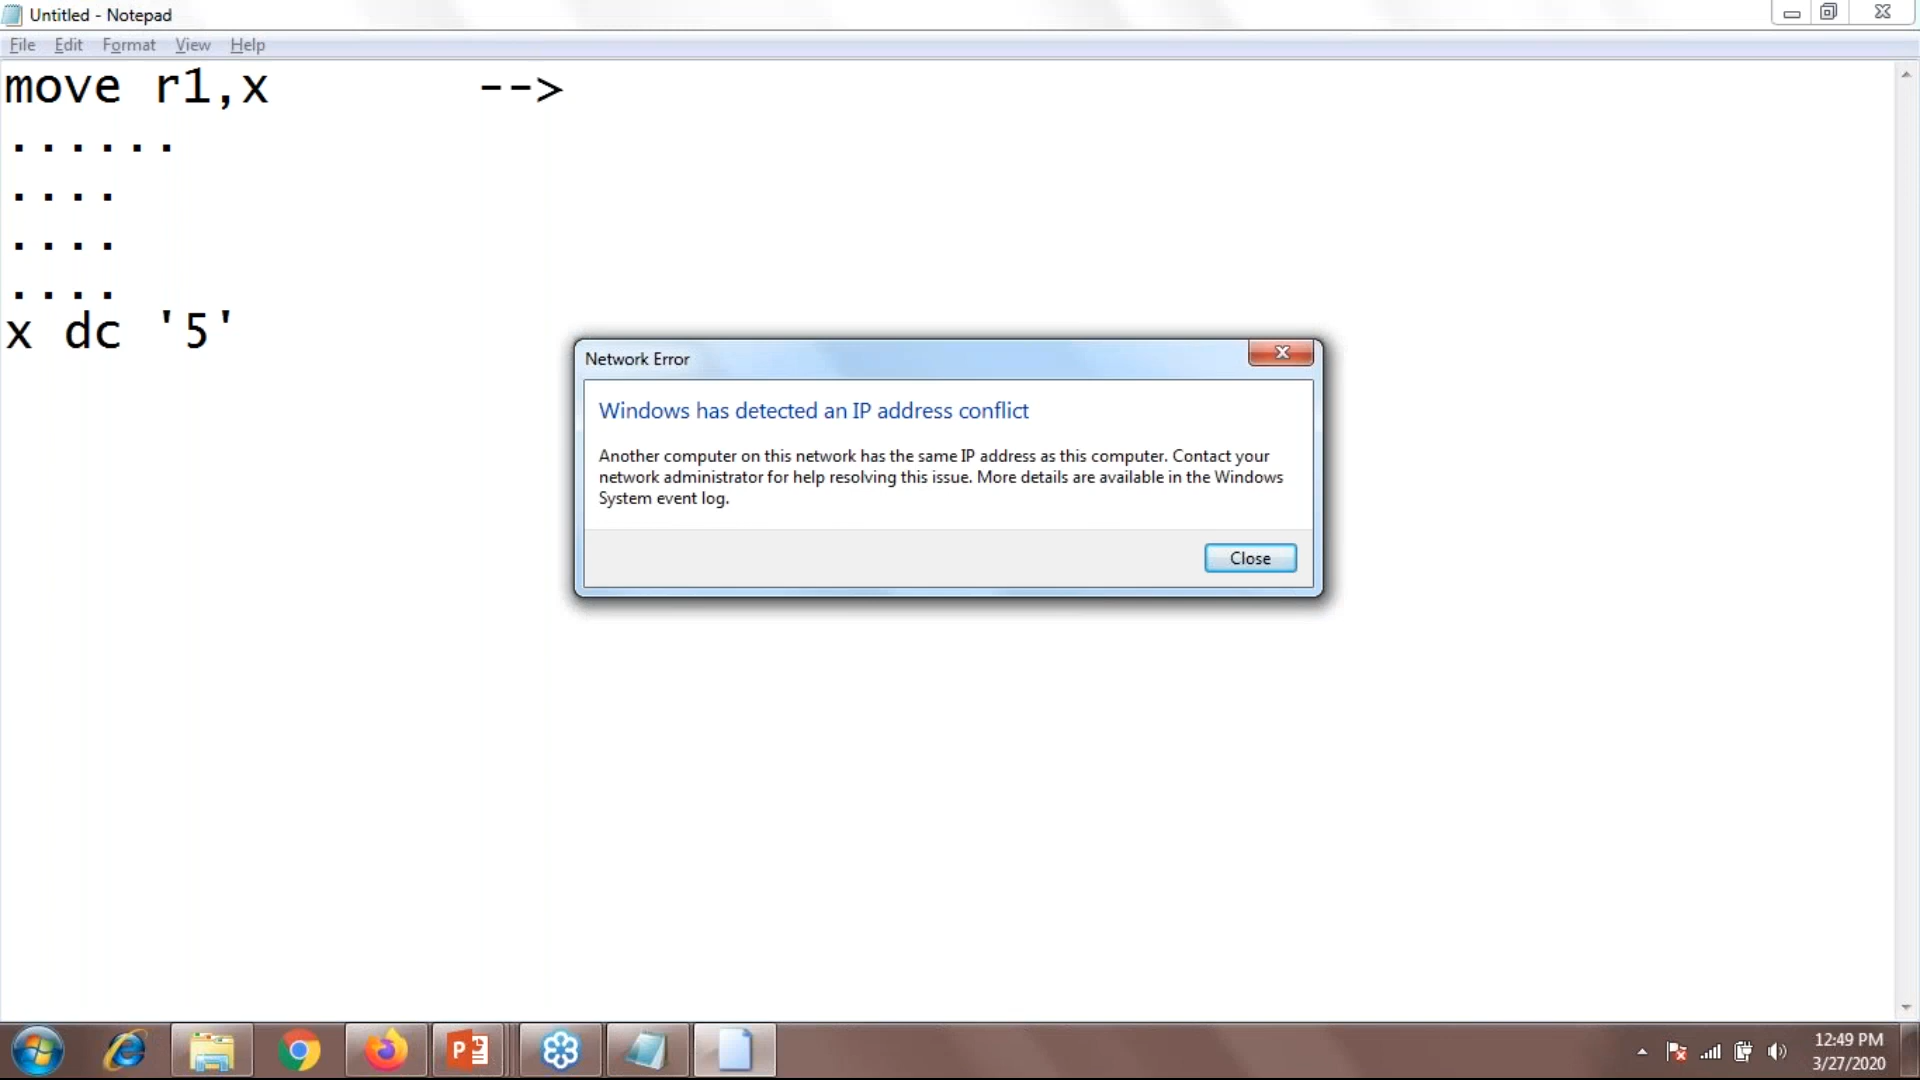 Untitled - Notepad
File Edit Format View Help
move r1,x -->
......
....
....
....
x dc '5'
Network Error
Windows has detected an IP address conflict
Another computer on this network has the same IP address as this computer. Contact your
network administrator for help resolving this issue. More details are available in the Windows
System event log.
Close
12:49 PM
3/27/2020